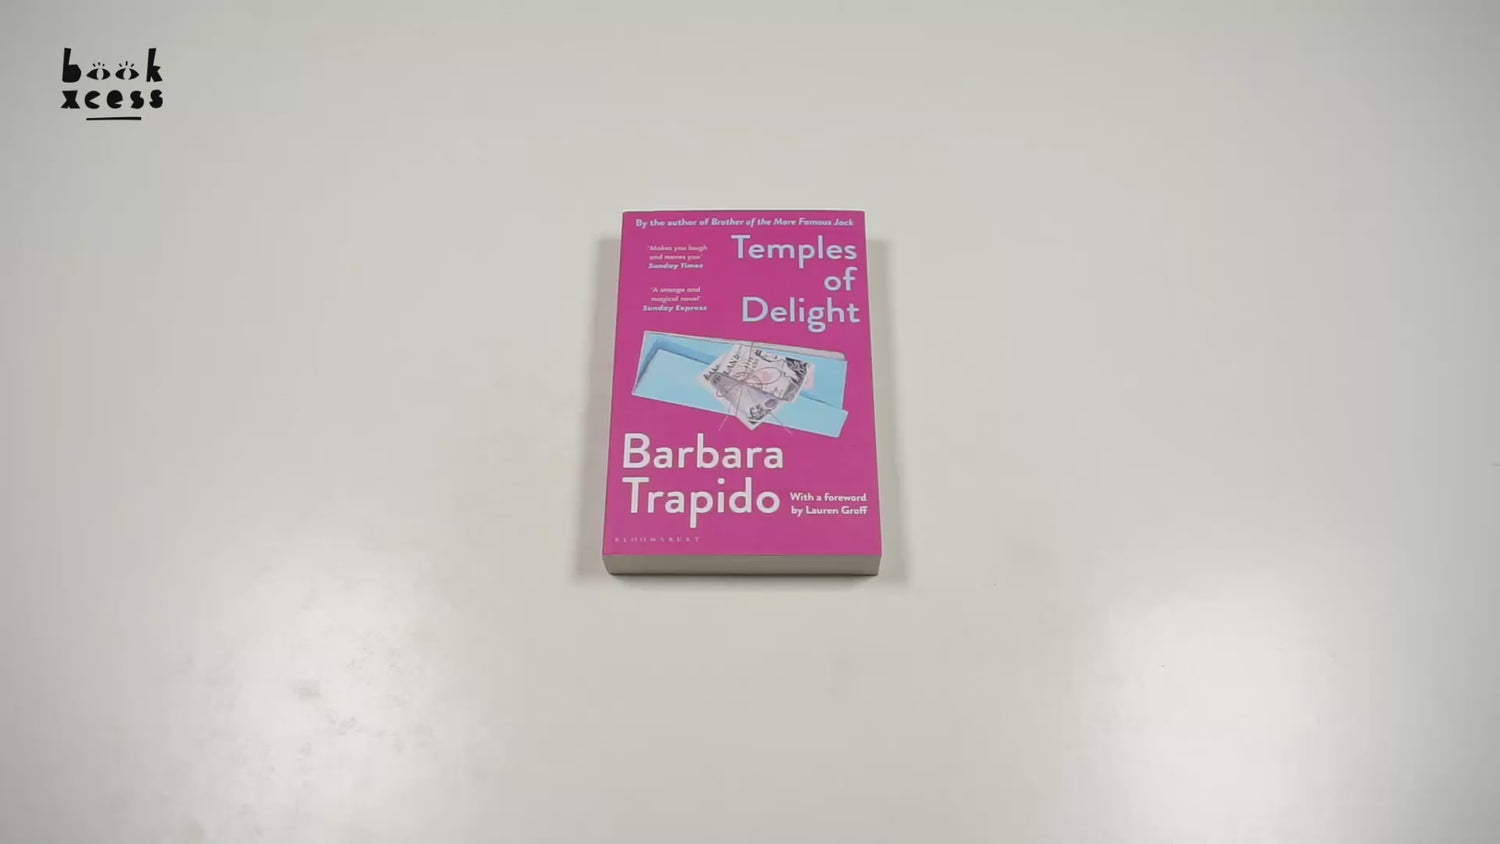 book
xcess
By the author of Brother of the More Famous Jack
'Makes you laugh
and moves you'
Sunday Times
'A strange and
magical novel'
Sunday Express
Temples
of
Delight
Barbara
Trapido
With a foreword
by Lauren Groff
BLOOMSBURY